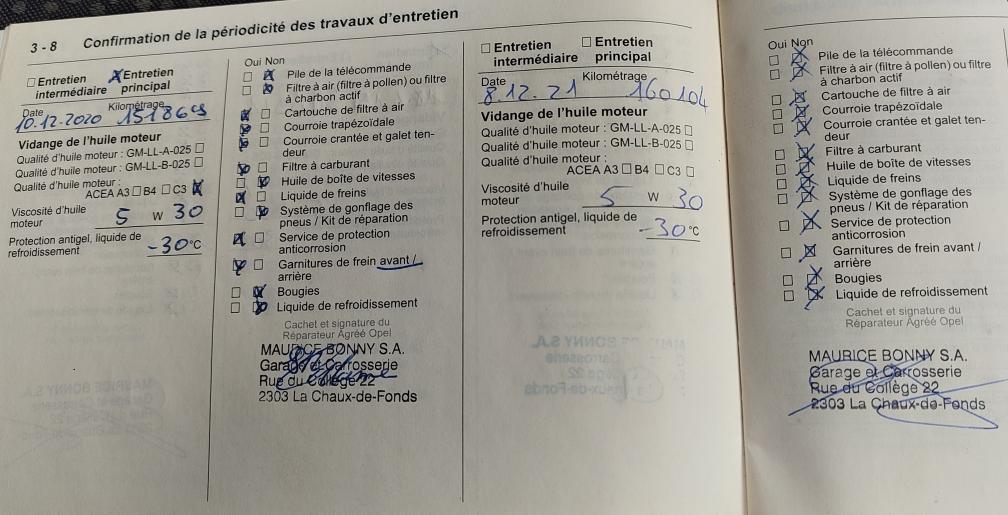 3 - 8 Confirmation de la périodicité des travaux d'entretien
☐ Entretien intermédiaire ☒ Entretien principal
Date Kilométrage
10.12.2020 151869
Vidange de l'huile moteur
Qualité d'huile moteur : GM-LL-A-025 ☐
Qualité d'huile moteur : GM-LL-B-025 ☐
Qualité d'huile moteur :
ACEA A3 ☐ B4 ☐ C3 ☒
Viscosité d'huile
moteur 5 W 30
Protection antigel, liquide de
refroidissement -30 °C
Oui Non
☐ ☒ Pile de la télécommande
☐ ☒ Filtre à air (filtre à pollen) ou filtre
à charbon actif
☒ ☐ Cartouche de filtre à air
☒ ☐ Courroie trapézoïdale
☒ ☐ Courroie crantée et galet ten-
deur
☒ ☐ Filtre à carburant
☐ ☒ Huile de boîte de vitesses
☒ ☐ Liquide de freins
☐ ☒ Système de gonflage des
pneus / Kit de réparation
☒ ☐ Service de protection
anticorrosion
☒ ☐ Garnitures de frein avant /
arrière
☐ ☒ Bougies
☐ ☒ Liquide de refroidissement
Cachet et signature du
Réparateur Agréé Opel
MAURICE BONNY S.A.
Garage et Carrosserie
Rue du Collège 22
2303 La Chaux-de-Fonds
☐ Entretien intermédiaire ☐ Entretien principal
Date Kilométrage
8.12.21 160104
Vidange de l'huile moteur
Qualité d'huile moteur : GM-LL-A-025 ☐
Qualité d'huile moteur : GM-LL-B-025 ☐
Qualité d'huile moteur :
ACEA A3 ☐ B4 ☐ C3 ☐
Viscosité d'huile
moteur 5 W 30
Protection antigel, liquide de
refroidissement -30 °C
Oui Non
☐ ☒ Pile de la télécommande
☐ ☒ Filtre à air (filtre à pollen) ou filtre
à charbon actif
☐ ☒ Cartouche de filtre à air
☐ ☒ Courroie trapézoïdale
☐ ☒ Courroie crantée et galet ten-
deur
☐ ☒ Filtre à carburant
☐ ☒ Huile de boîte de vitesses
☐ ☒ Liquide de freins
☐ ☒ Système de gonflage des
pneus / Kit de réparation
☐ ☒ Service de protection
anticorrosion
☐ ☒ Garnitures de frein avant /
arrière
☐ ☒ Bougies
☐ ☒ Liquide de refroidissement
Cachet et signature du
Réparateur Agréé Opel
MAURICE BONNY S.A.
Garage et Carrosserie
Rue du Collège 22
2303 La Chaux-de-Fonds